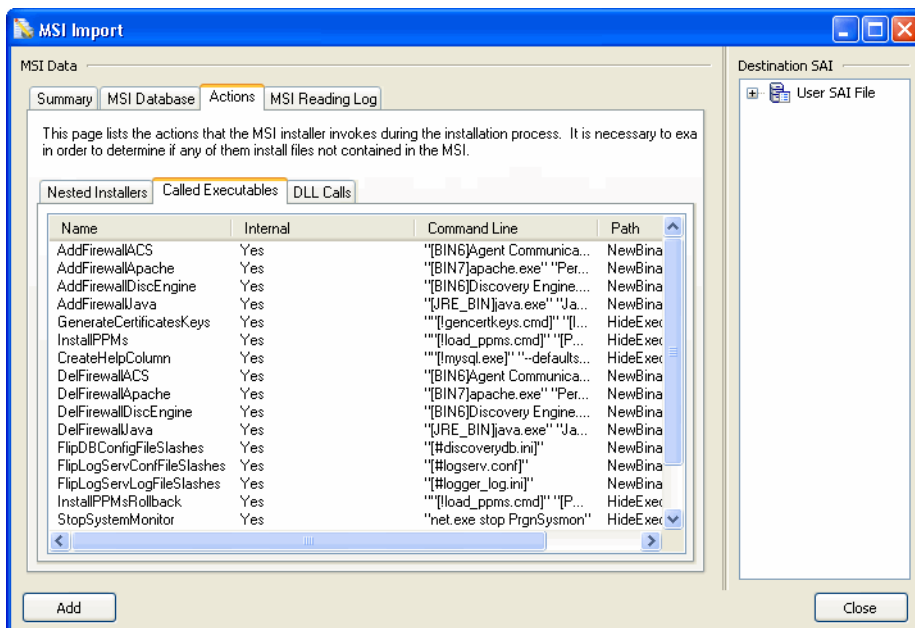 MSI Import
MSI Data
Destination SAI
Summary MSI Database Actions MSI Reading Log
User SAI File
This page lists the actions that the MSI installer invokes during the installation process. It is necessary to exa
in order to determine if any of them install files not contained in the MSI.
Nested Installers Called Executables DLL Calls
Name Internal Command Line Path
AddFirewallACS Yes "[BIN6]Agent Communica... NewBina
AddFirewallApache Yes "[BIN7]apache.exe" "Per... NewBina
AddFirewallDiscEngine Yes "[BIN6]Discovery Engine.... NewBina
AddFirewallJava Yes "[JRE_BIN]java.exe" "Ja... NewBina
GenerateCertificatesKeys Yes ""[!gencertkeys.cmd]" "[I... HideExec
InstallPPMs Yes ""[!load_ppms.cmd]" "[P... HideExec
CreateHelpColumn Yes ""[!mysql.exe]" "--defaults... NewBina
DelFirewallACS Yes "[BIN6]Agent Communica... NewBina
DelFirewallApache Yes "[BIN7]apache.exe" "Per... NewBina
DelFirewallDiscEngine Yes "[BIN6]Discovery Engine.... NewBina
DelFirewallJava Yes "[JRE_BIN]java.exe" "Ja... NewBina
FlipDBConfigFileSlashes Yes "[#discoverydb.ini]" NewBina
FlipLogServConfFileSlashes Yes "[#logserv.conf]" NewBina
FlipLogServLogFileSlashes Yes "[#logger_log.ini]" NewBina
InstallPPMsRollback Yes ""[!load_ppms.cmd]" "[P... HideExec
StopSystemMonitor Yes "net.exe stop PrgnSysmon" HideExec
Add
Close